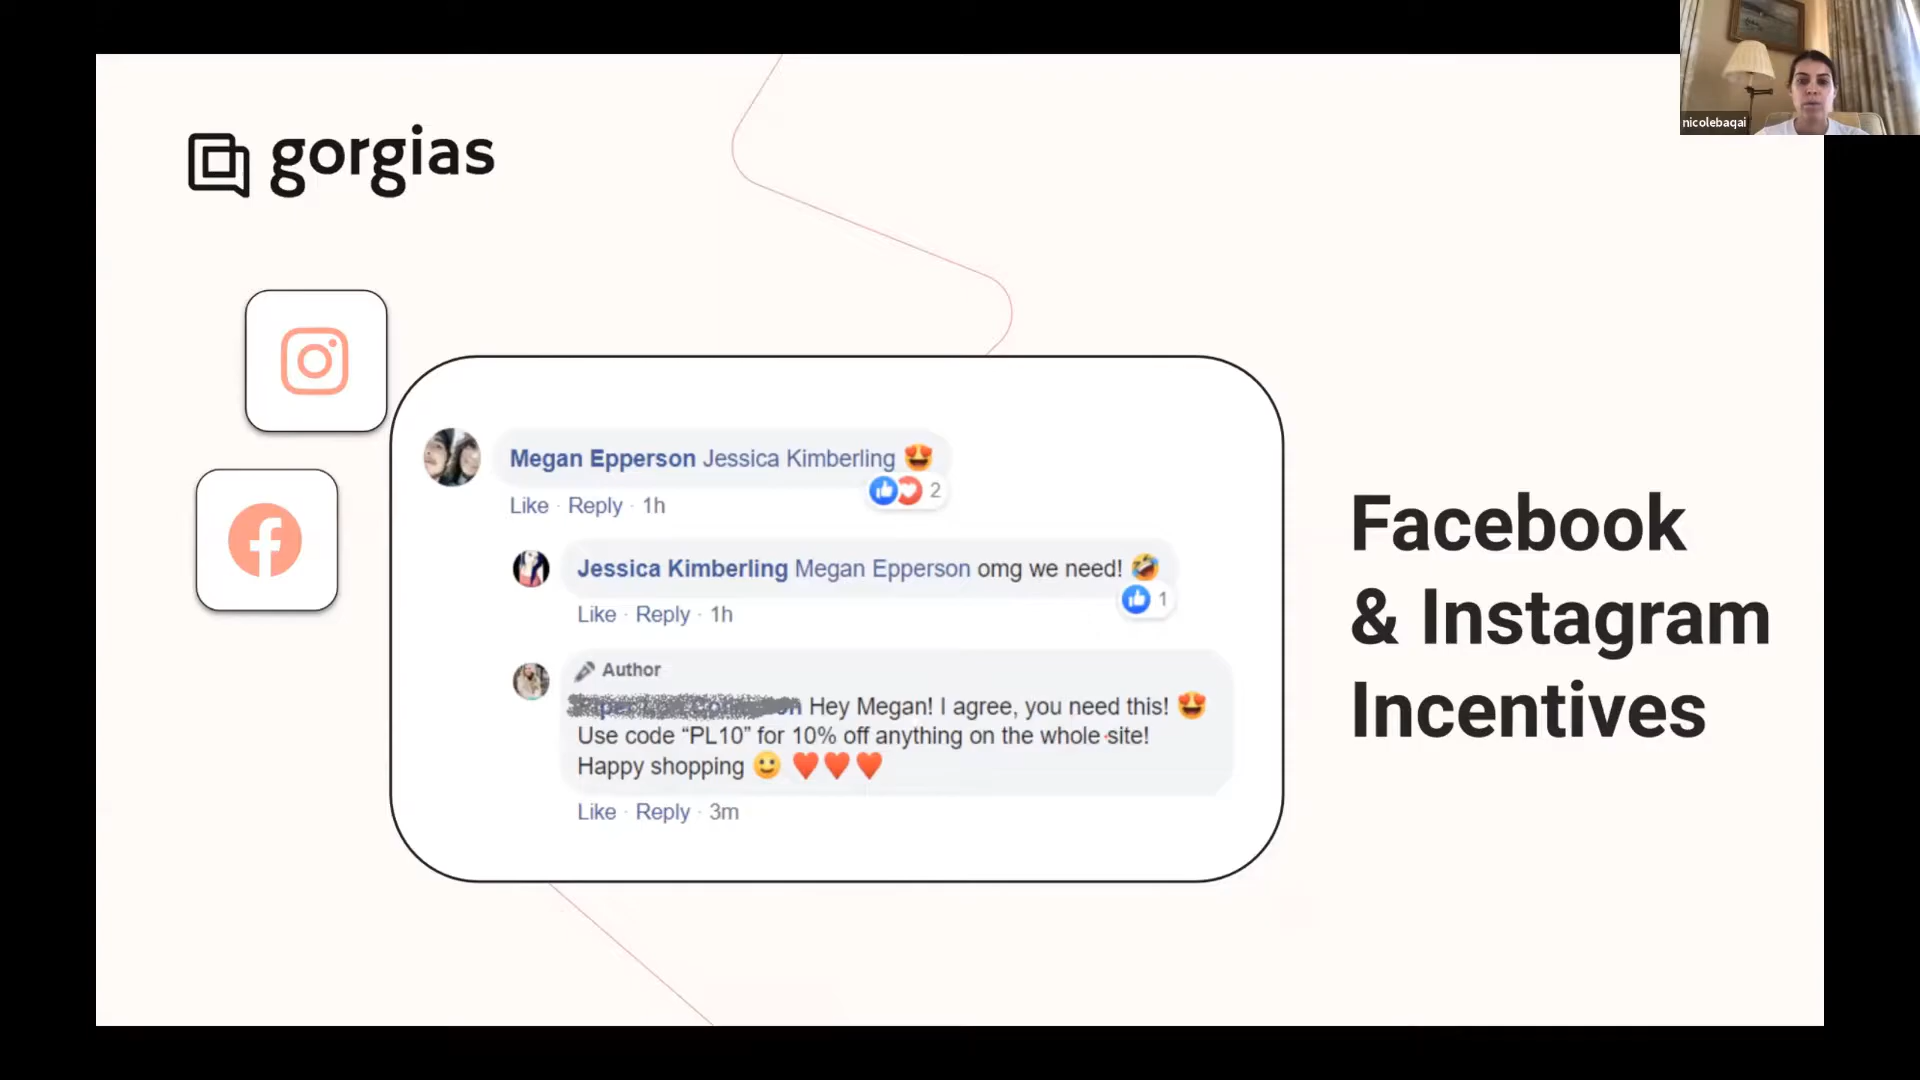 nicolebaqai
gorgias
Megan Epperson Jessica Kimberling 😍
2
Like · Reply · 1h
Jessica Kimberling Megan Epperson omg we need! 🤣
1
Like · Reply · 1h
Author
Hey Megan! I agree, you need this! 😍
Use code “PL10” for 10% off anything on the whole site!
Happy shopping 🙂 ♥♥♥
Like · Reply · 3m
Facebook
& Instagram
Incentives